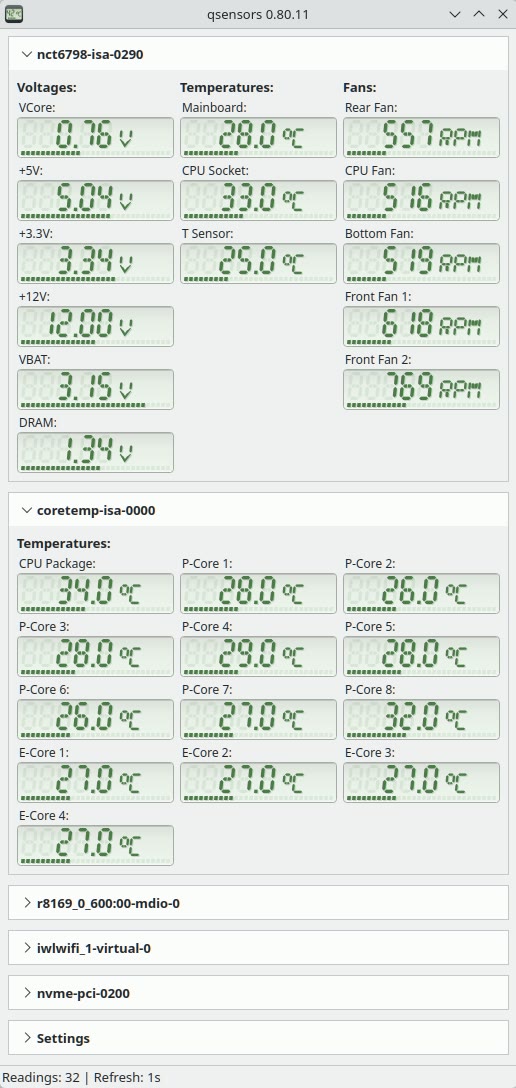 qsensors 0.80.11
nct6798-isa-0290
Voltages: Temperatures: Fans:
VCore: Mainboard: Rear Fan:
0.76 V 28.0 °C 557 RPM
+5V: CPU Socket: CPU Fan:
5.04 V 33.0 °C 516 RPM
+3.3V: T Sensor: Bottom Fan:
3.34 V 25.0 °C 519 RPM
+12V: Front Fan 1:
12.00 V 618 RPM
VBAT: Front Fan 2:
3.15 V 769 RPM
DRAM:
1.34 V
coretemp-isa-0000
Temperatures:
CPU Package: P-Core 1: P-Core 2:
34.0 °C 28.0 °C 26.0 °C
P-Core 3: P-Core 4: P-Core 5:
28.0 °C 29.0 °C 28.0 °C
P-Core 6: P-Core 7: P-Core 8:
26.0 °C 27.0 °C 32.0 °C
E-Core 1: E-Core 2: E-Core 3:
27.0 °C 27.0 °C 27.0 °C
E-Core 4:
27.0 °C
r8169_0_600:00-mdio-0
iwlwifi_1-virtual-0
nvme-pci-0200
Settings
Readings: 32 | Refresh: 1s